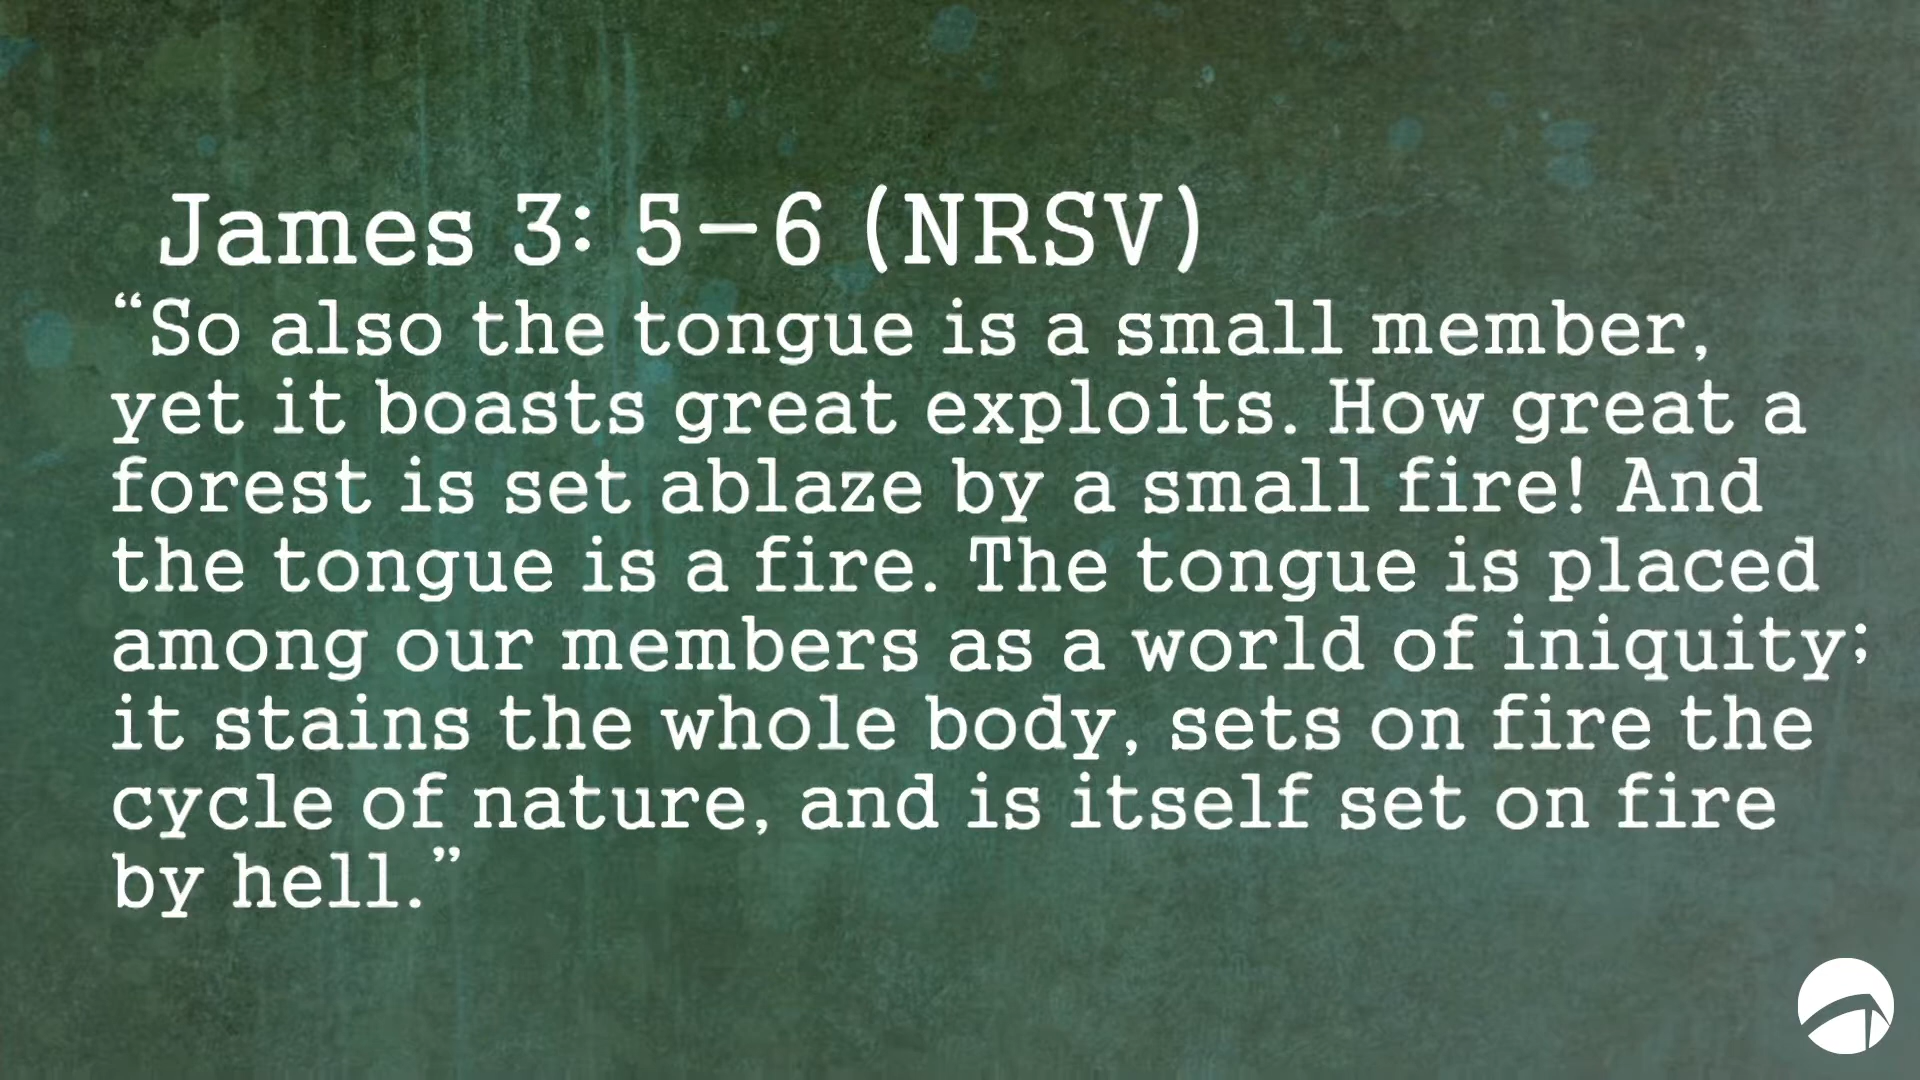 James 3: 5–6 (NRSV)
“So also the tongue is a small member,
yet it boasts great exploits. How great a
forest is set ablaze by a small fire! And
the tongue is a fire. The tongue is placed
among our members as a world of iniquity;
it stains the whole body, sets on fire the
cycle of nature, and is itself set on fire
by hell.”